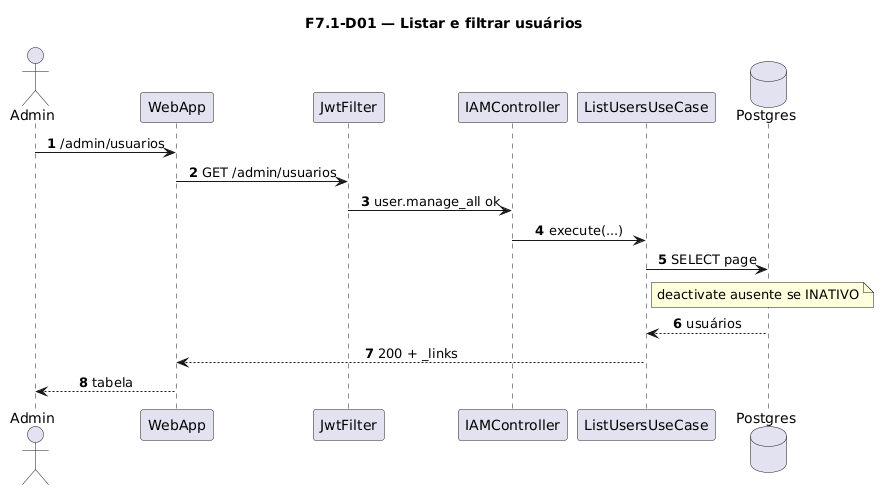 F7.1-D01 — Listar e filtrar usuários
Admin
WebApp
JwtFilter
IAMController
ListUsersUseCase
Postgres
1 /admin/usuarios
2 GET /admin/usuarios
3 user.manage_all ok
4 execute(...)
5 SELECT page
deactivate ausente se INATIVO
6 usuários
7 200 + _links
8 tabela
Admin
WebApp
JwtFilter
IAMController
ListUsersUseCase
Postgres